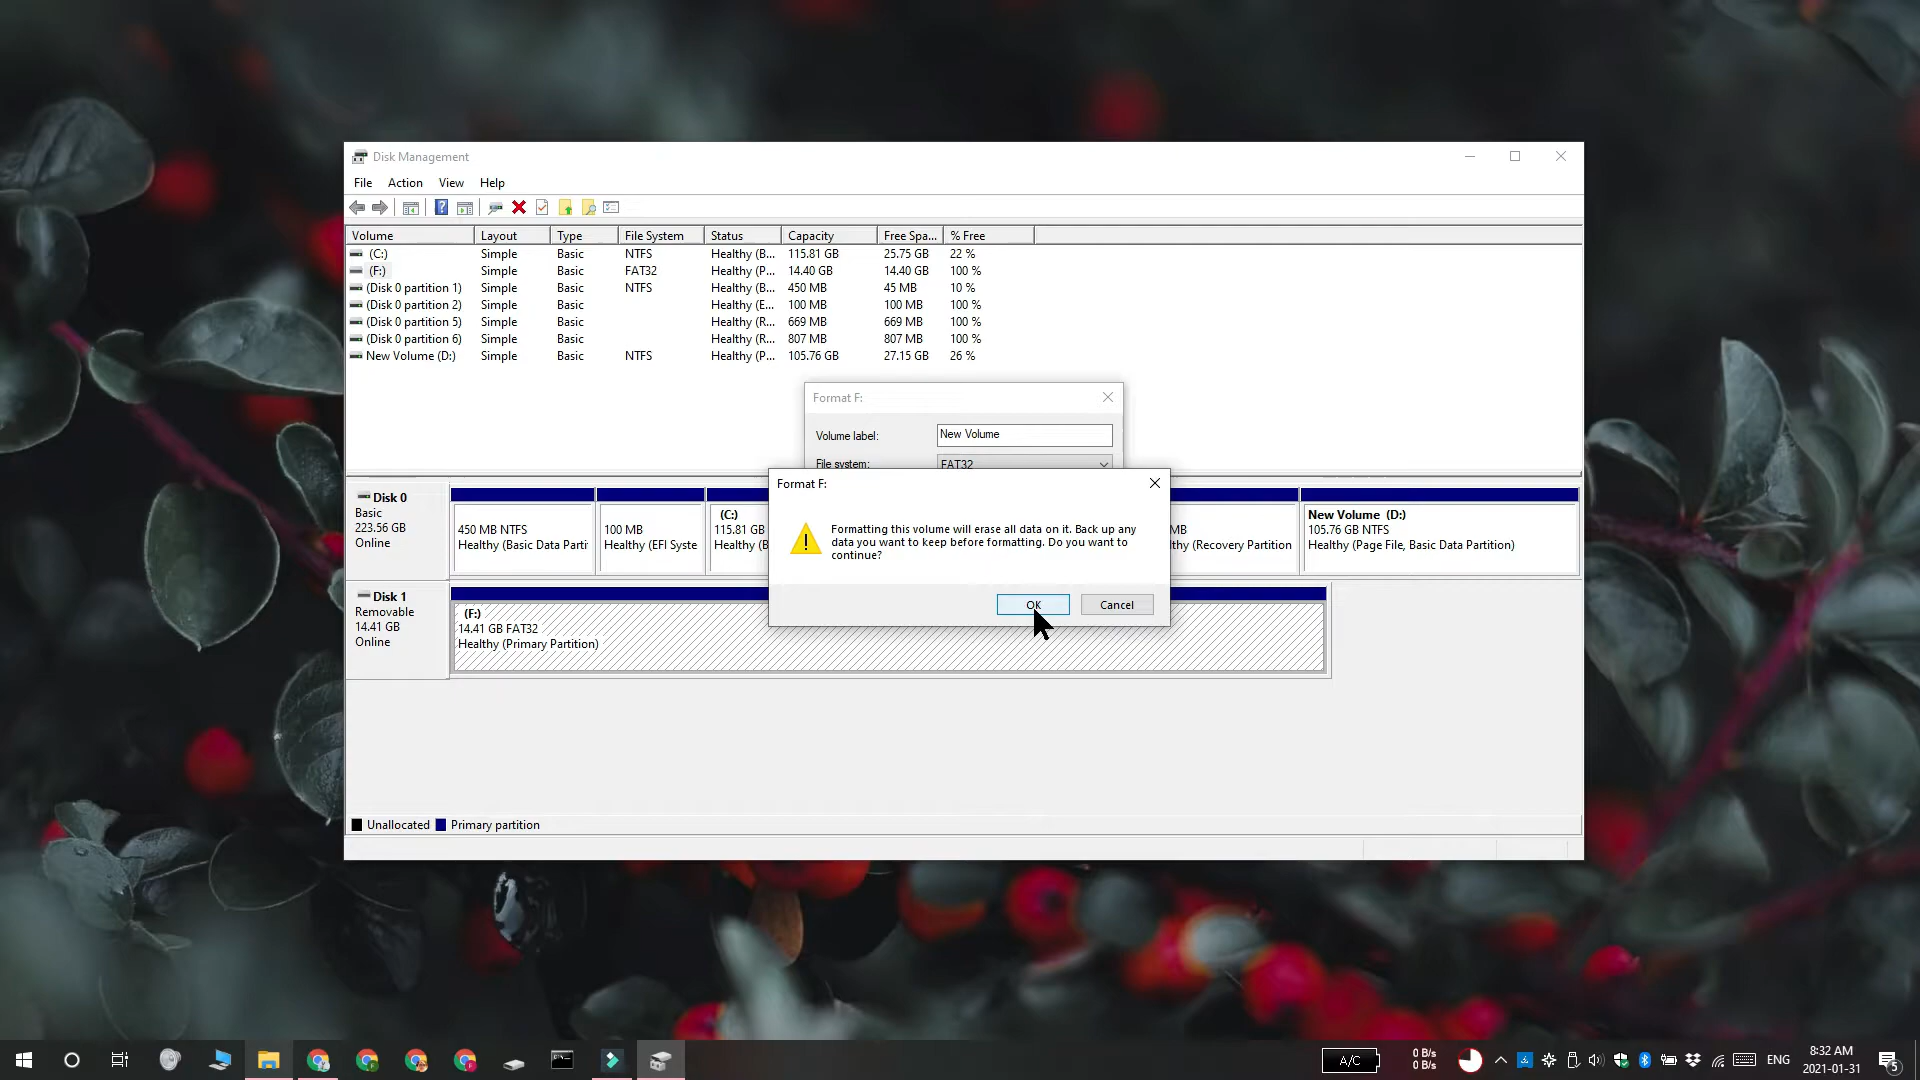 Disk Management
File Action View Help
Volume Layout Type File System Status Capacity Free Spa... % Free
(C:) Simple Basic NTFS Healthy (B... 115.81 GB 25.75 GB 22 %
(F:) Simple Basic FAT32 Healthy (P... 14.40 GB 14.40 GB 100 %
(Disk 0 partition 1) Simple Basic NTFS Healthy (B... 450 MB 45 MB 10 %
(Disk 0 partition 2) Simple Basic Healthy (E... 100 MB 100 MB 100 %
(Disk 0 partition 5) Simple Basic Healthy (R... 669 MB 669 MB 100 %
(Disk 0 partition 6) Simple Basic Healthy (R... 807 MB 807 MB 100 %
New Volume (D:) Simple Basic NTFS Healthy (P... 105.76 GB 27.15 GB 26 %
Format F:
Volume label: New Volume
File system: FAT32
Format F:
Formatting this volume will erase all data on it. Back up any
data you want to keep before formatting. Do you want to
continue?
OK Cancel
Disk 0
Basic
223.56 GB
Online
450 MB NTFS
Healthy (Basic Data Parti
100 MB
Healthy (EFI Syste
(C:)
115.81 GB
Healthy (B
MB
lthy (Recovery Partition
New Volume (D:)
105.76 GB NTFS
Healthy (Page File, Basic Data Partition)
Disk 1
Removable
14.41 GB
Online
(F:)
14.41 GB FAT32
Healthy (Primary Partition)
Unallocated Primary partition
A/C
0 B/s
0 B/s
ENG
8:32 AM
2021-01-31
5